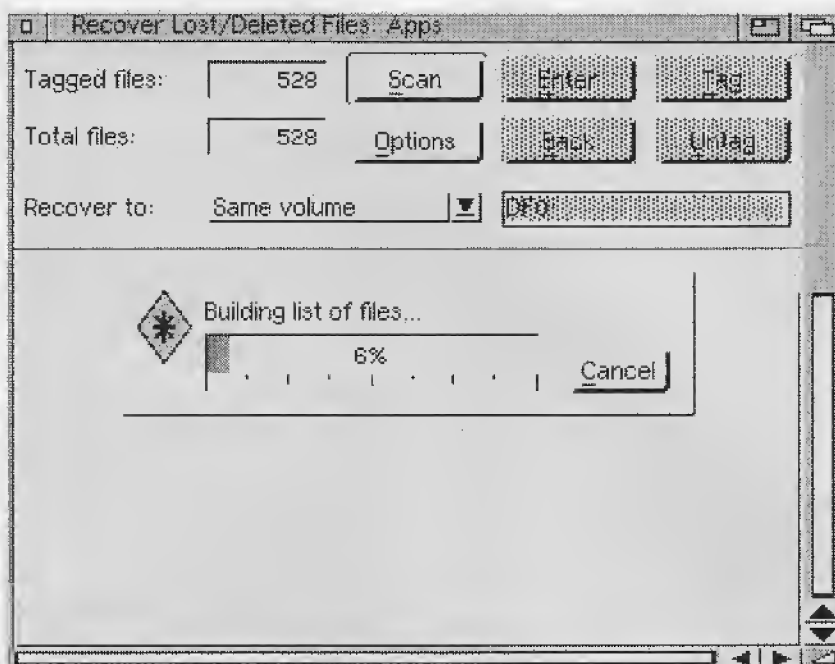 Recover Lost/Deleted Files: Apps
Tagged files: 528 Scan Enter Tag
Total files: 528 Options Back Untag
Recover to: Same volume DF0:
Building list of files...
6%
Cancel